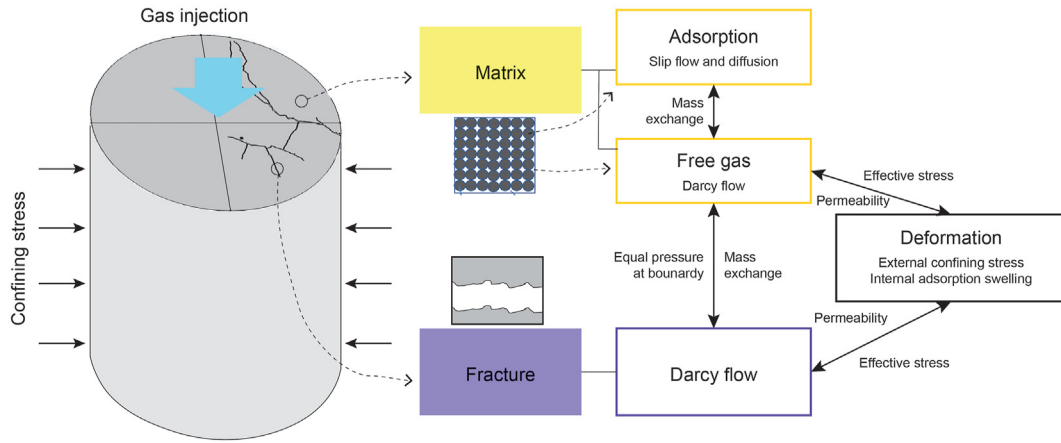 Gas injection
Confining stress
Matrix
Adsorption
Slip flow and diffusion
Mass
exchange
Free gas
Darcy flow
Effective stress
Permeability
Equal pressure
at bounardy
Mass
exchange
Deformation
External confining stress
Internal adsorption swelling
Permeability
Effective stress
Fracture
Darcy flow